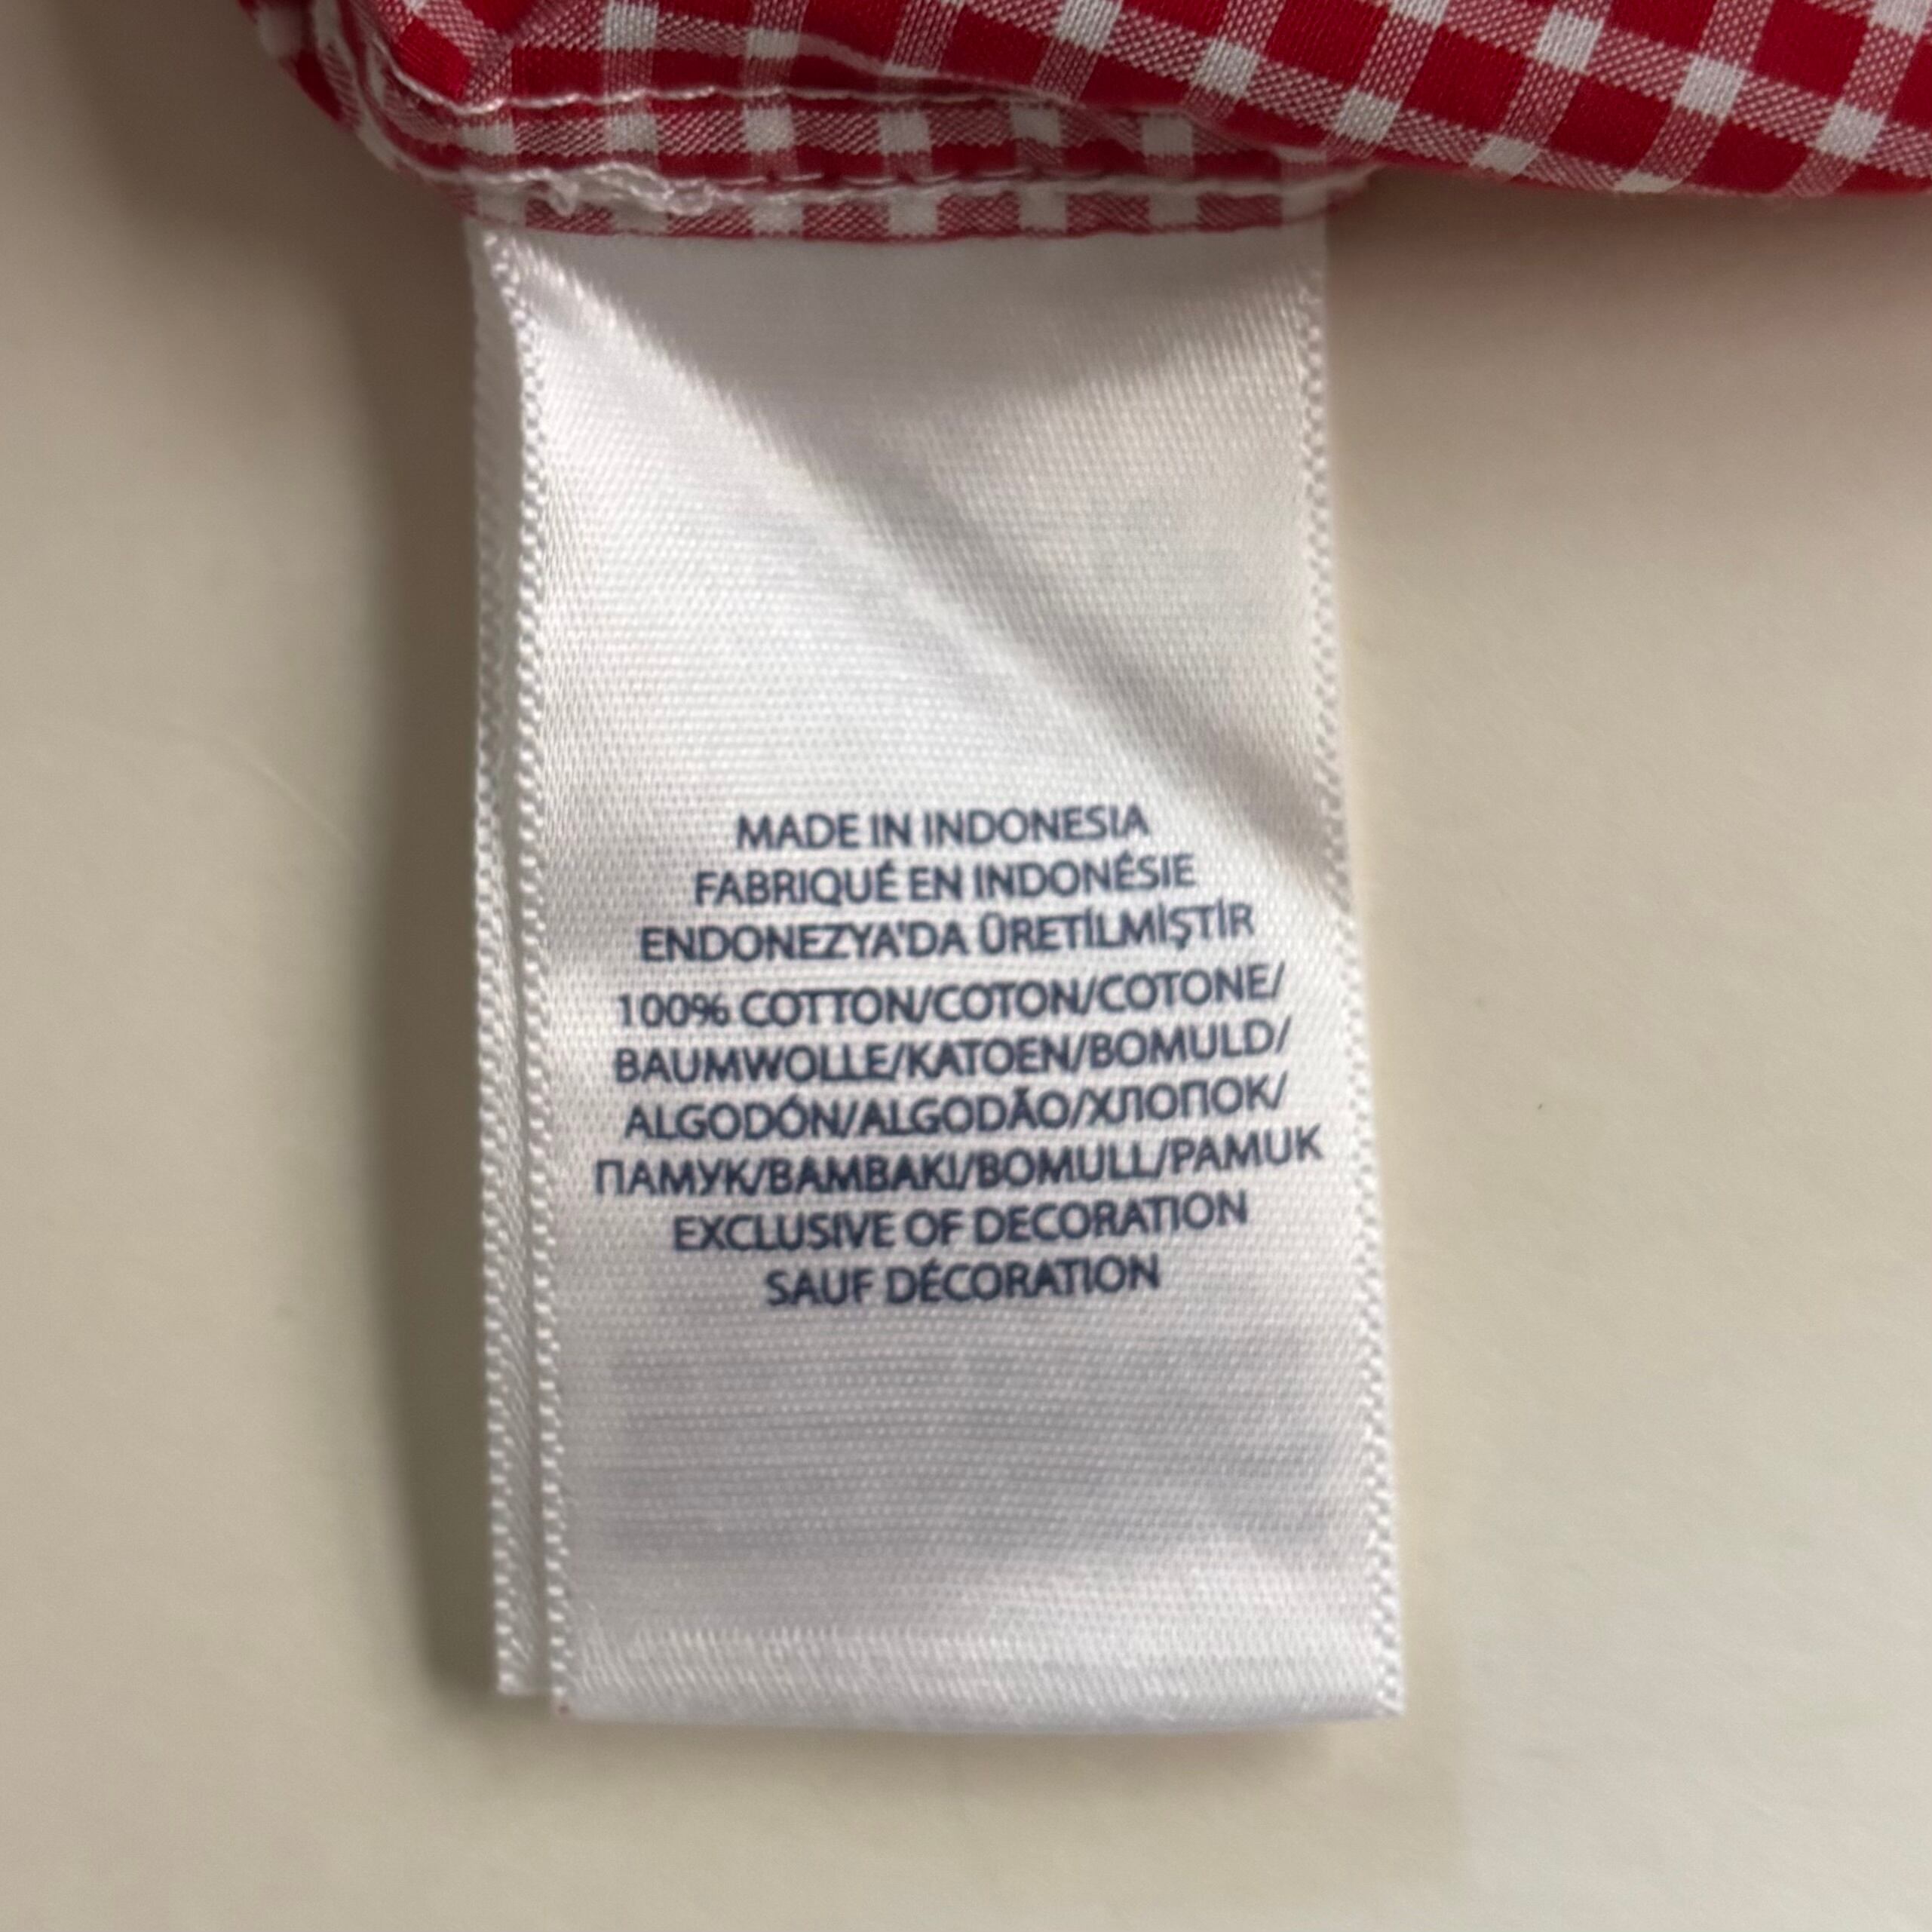 MADE IN INDONESIA
FABRIQUÉ EN INDONÉSIE
ENDONEZYA'DA ÜRETİLMİŞTİR
100% COTTON/COTON/COTONE/
BAUMWOLLE/KATOEN/BOMULD/
ALGODÓN/ALGODÃO/ХЛОПОК/
ПАМУК/BAMBAKI/BOMULL/PAMUK
EXCLUSIVE OF DECORATION
SAUF DÉCORATION